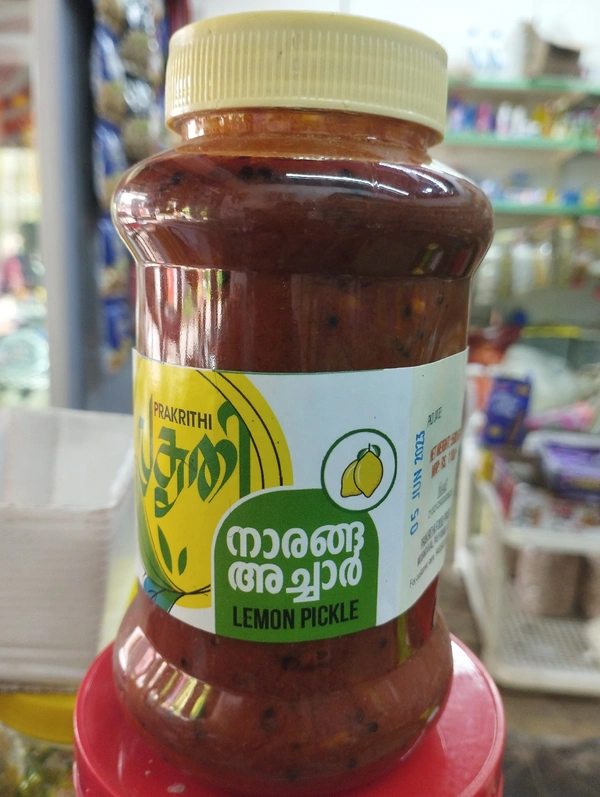 PRAKRITHI
പ്രകൃതി
നാരങ്ങ
അച്ചാർ
LEMON PICKLE
05 JUN 2023